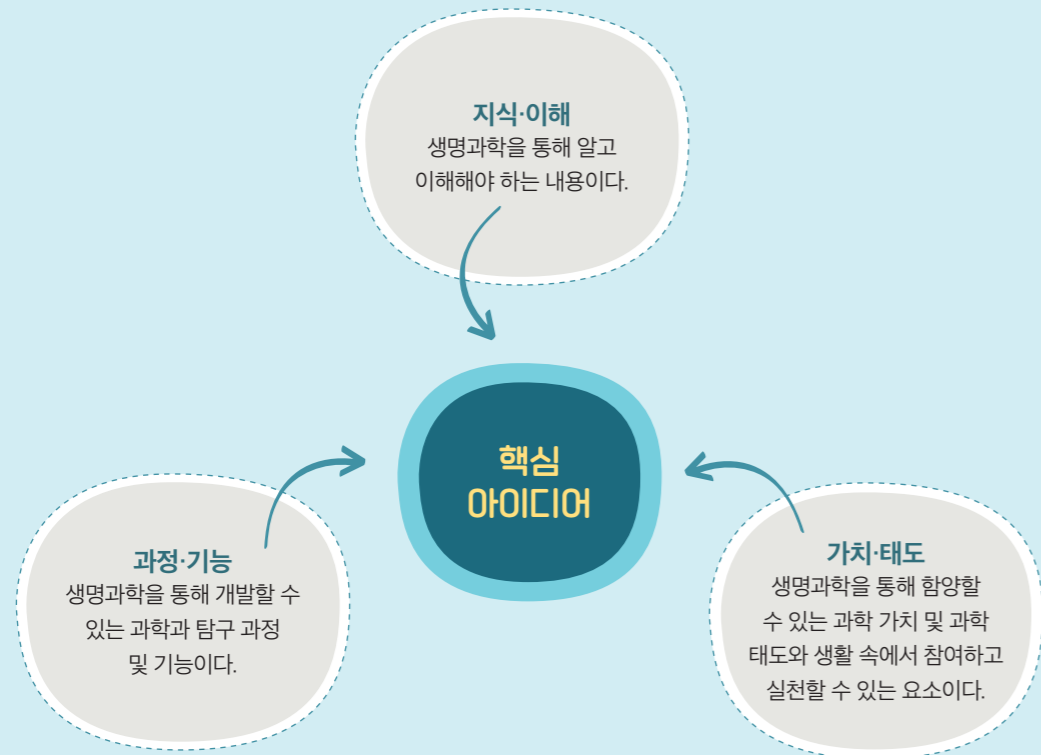 지식·이해
생명과학을 통해 알고
이해해야 하는 내용이다.
핵심
아이디어
과정·기능
생명과학을 통해 개발할 수
있는 과학과 탐구 과정
및 기능이다.
가치·태도
생명과학을 통해 함양할
수 있는 과학 가치 및 과학
태도와 생활 속에서 참여하고
실천할 수 있는 요소이다.